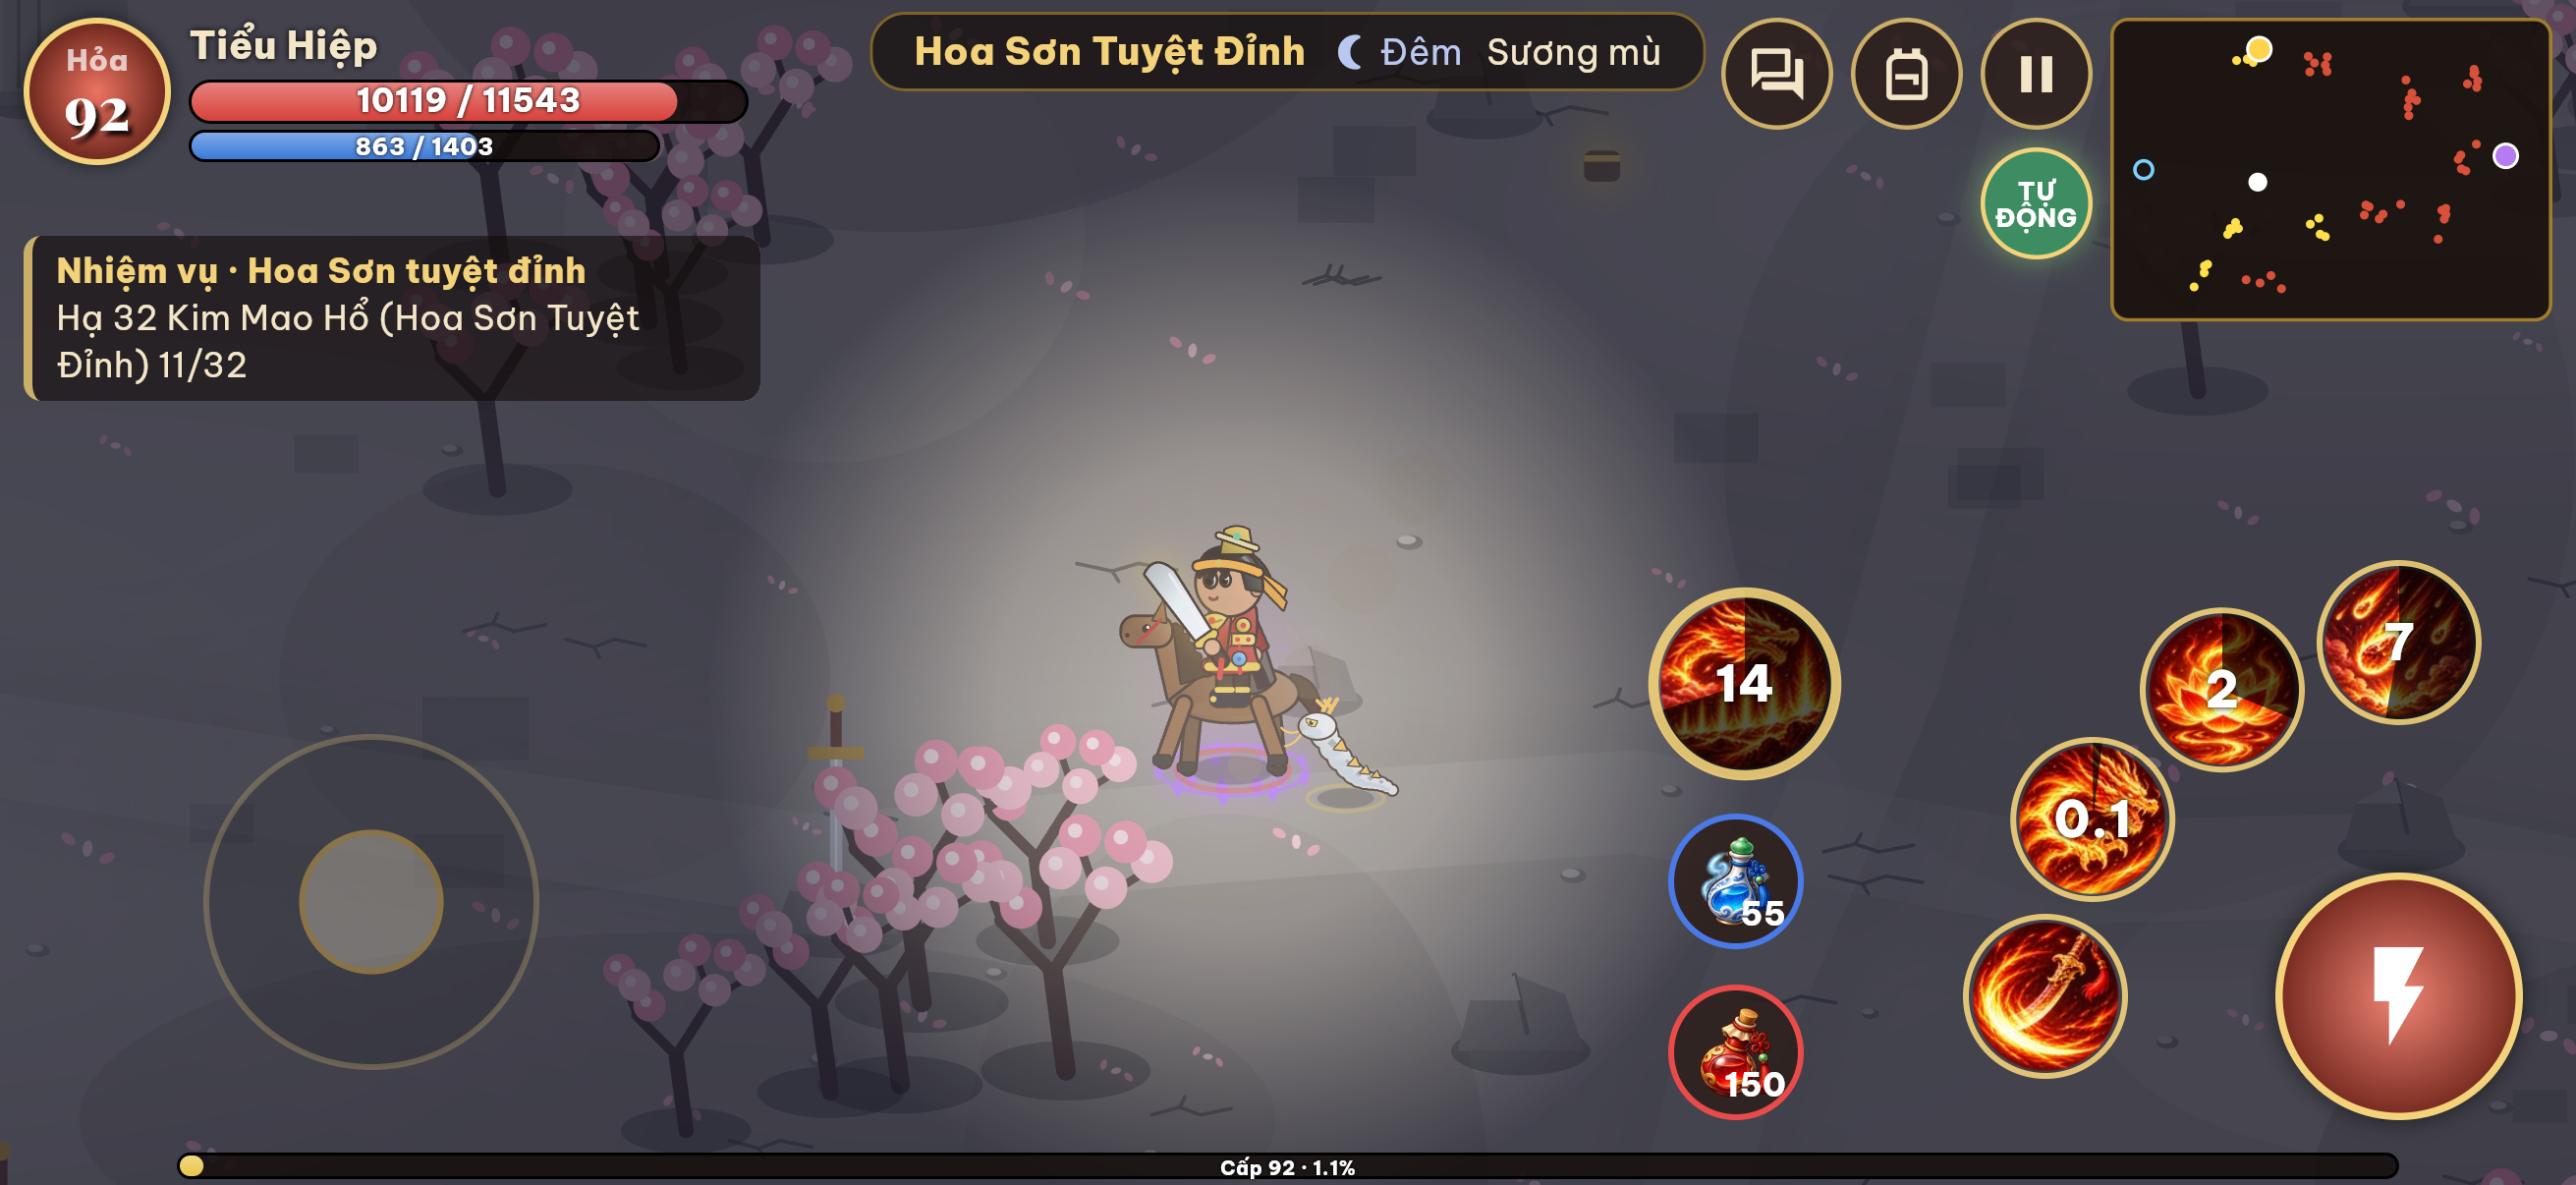 Hỏa
92
Tiểu Hiệp
10119 / 11543
863 / 1403
Hoa Sơn Tuyệt Đỉnh Đêm Sương mù
TỰ
ĐỘNG
Nhiệm vụ · Hoa Sơn tuyệt đỉnh
Hạ 32 Kim Mao Hổ (Hoa Sơn Tuyệt
Đỉnh) 11/32
14
7
2
0.1
55
150
Cấp 92 · 1.1%